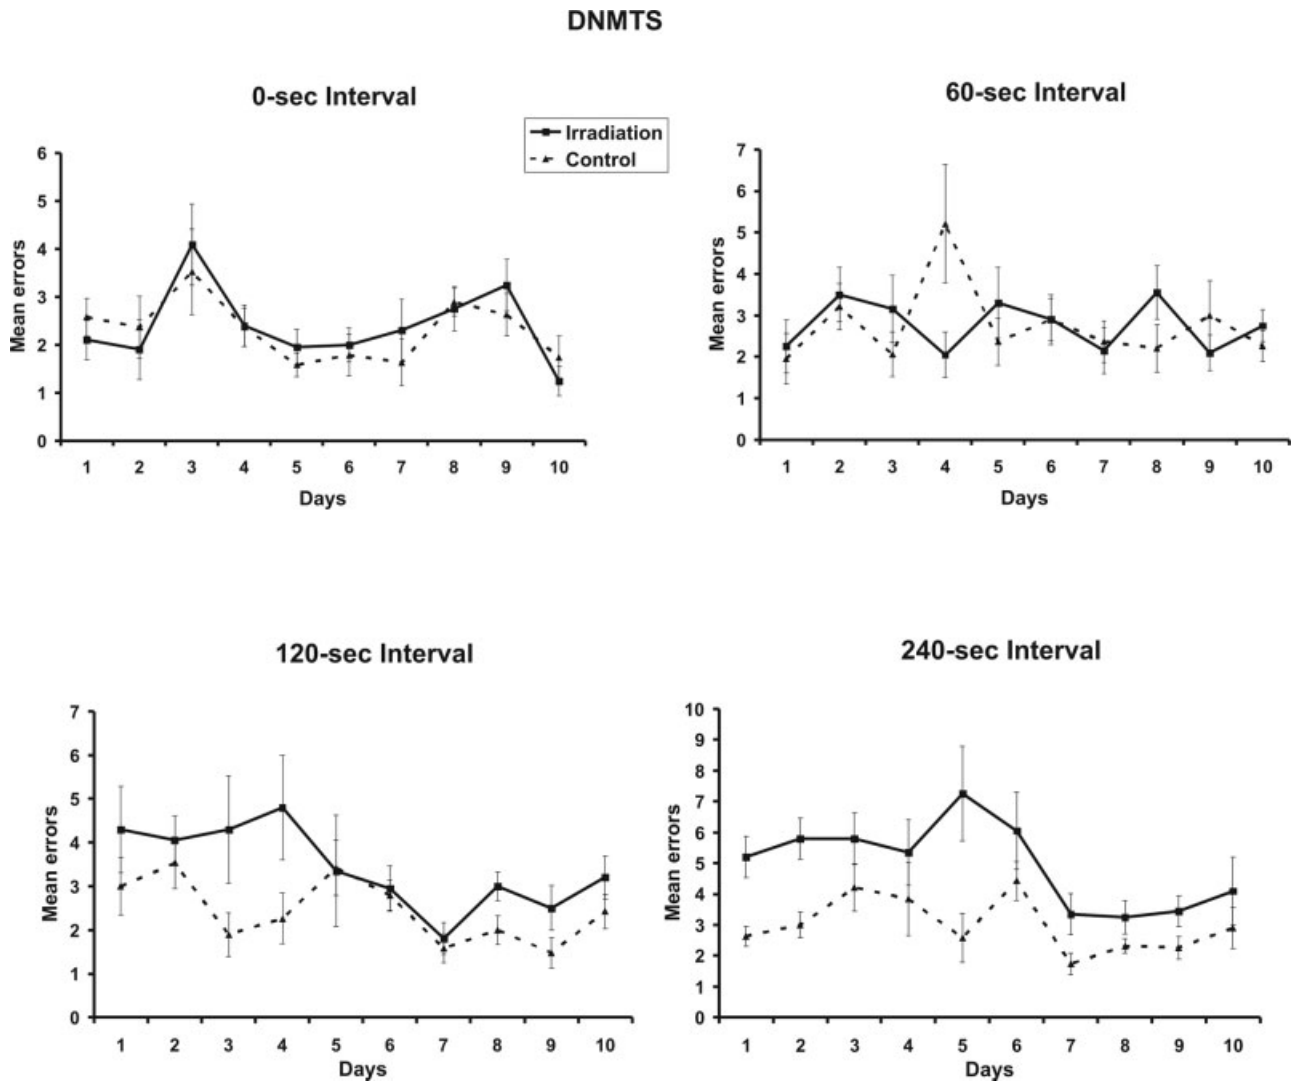 DNMTS
0-sec Interval
Irradiation
Control
Mean errors
6
5
4
3
2
1
0
1 2 3 4 5 6 7 8 9 10
Days
60-sec Interval
Mean errors
7
6
5
4
3
2
1
0
1 2 3 4 5 6 7 8 9 10
Days
120-sec Interval
Mean errors
7
6
5
4
3
2
1
0
1 2 3 4 5 6 7 8 9 10
Days
240-sec Interval
Mean errors
10
9
8
7
6
5
4
3
2
1
0
1 2 3 4 5 6 7 8 9 10
Days